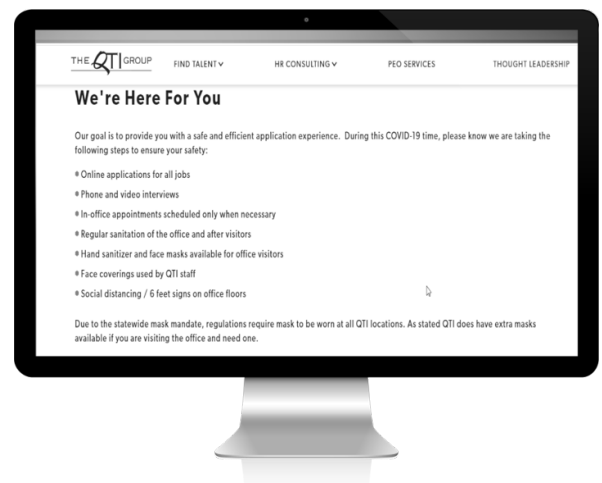 THE QTI GROUP FIND TALENT HR CONSULTING PEO SERVICES THOUGHT LEADERSHIP
We're Here For You
Our goal is to provide you with a safe and efficient application experience.  During this COVID-19 time, please know we are taking the
following steps to ensure your safety:
* Online applications for all jobs
* Phone and video interviews
* In-office appointments scheduled only when necessary
* Regular sanitation of the office and after visitors
* Hand sanitizer and face masks available for office visitors
* Face coverings used by QTI staff
* Social distancing / 6 feet signs on office floors
Due to the statewide mask mandate, regulations require mask to be worn at all QTI locations. As stated QTI does have extra masks
available if you are visiting the office and need one.